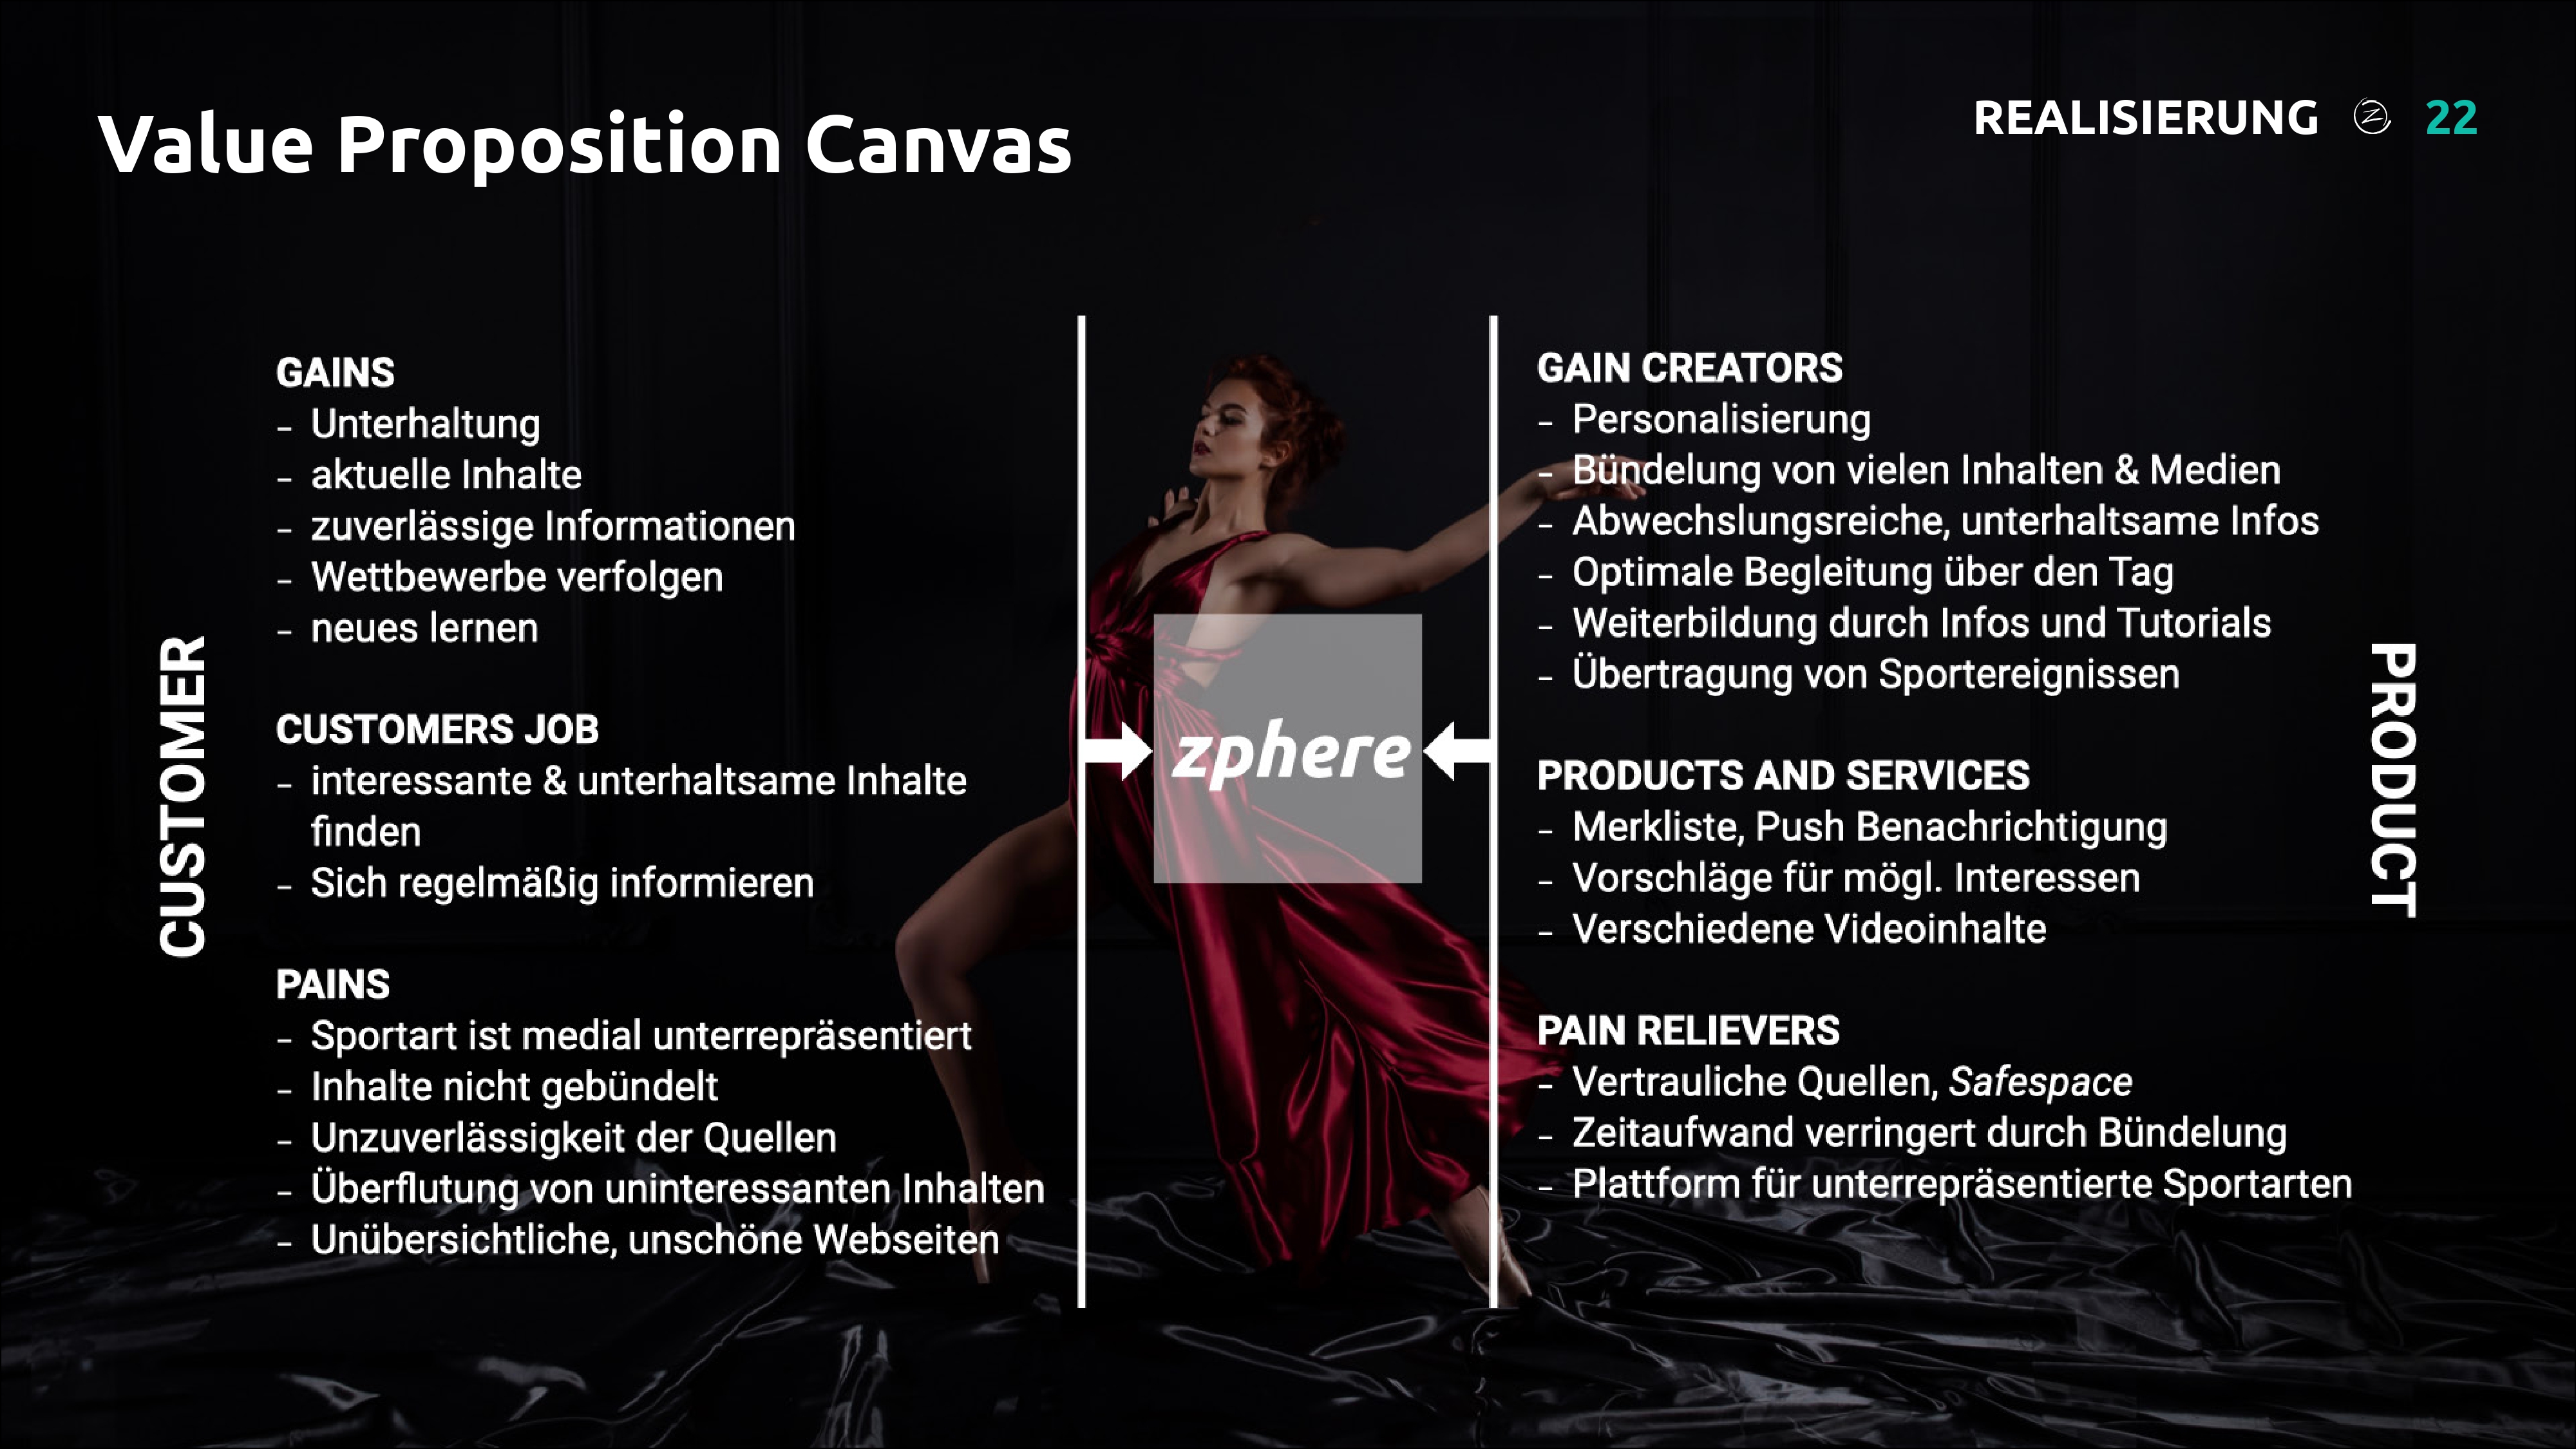 Value Proposition Canvas
REALISIERUNG 22
CUSTOMER
GAINS
- Unterhaltung
- aktuelle Inhalte
- zuverlässige Informationen
- Wettbewerbe verfolgen
- neues lernen
CUSTOMERS JOB
- interessante & unterhaltsame Inhalte
finden
- Sich regelmäßig informieren
PAINS
- Sportart ist medial unterrepräsentiert
- Inhalte nicht gebündelt
- Unzuverlässigkeit der Quellen
- Überflutung von uninteressanten Inhalten
- Unübersichtliche, unschöne Webseiten
zphere
GAIN CREATORS
- Personalisierung
- Bündelung von vielen Inhalten & Medien
- Abwechslungsreiche, unterhaltsame Infos
- Optimale Begleitung über den Tag
- Weiterbildung durch Infos und Tutorials
- Übertragung von Sportereignissen
PRODUCTS AND SERVICES
- Merkliste, Push Benachrichtigung
- Vorschläge für mögl. Interessen
- Verschiedene Videoinhalte
PAIN RELIEVERS
- Vertrauliche Quellen, Safespace
- Zeitaufwand verringert durch Bündelung
- Plattform für unterrepräsentierte Sportarten
PRODUCT